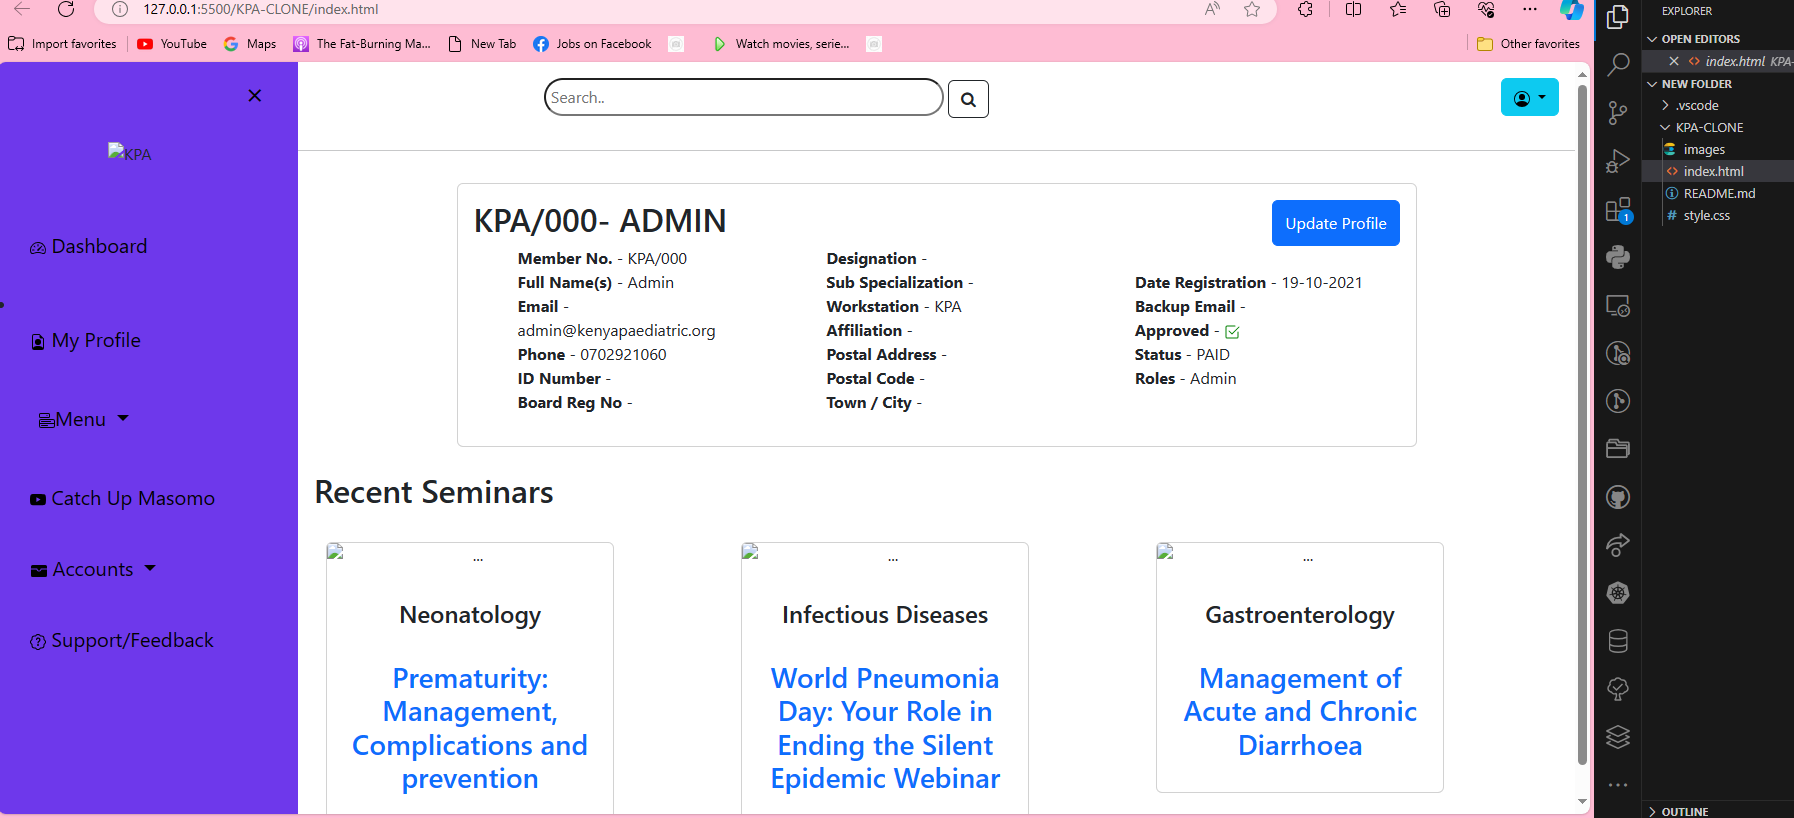 127.0.0.1:5500/KPA-CLONE/index.html
Import favorites
YouTube
Maps
The Fat-Burning Ma...
New Tab
Jobs on Facebook
Watch movies, serie...
Other favorites
KPA
Dashboard
My Profile
Menu
Catch Up Masomo
Accounts
Support/Feedback
Search..
KPA/000- ADMIN
Update Profile
Member No. - KPA/000
Full Name(s) - Admin
Email -
admin@kenyapaediatric.org
Phone - 0702921060
ID Number -
Board Reg No -
Designation -
Sub Specialization -
Workstation - KPA
Affiliation -
Postal Address -
Postal Code -
Town / City -
Date Registration - 19-10-2021
Backup Email -
Approved -
Status - PAID
Roles - Admin
Recent Seminars
...
Neonatology
Prematurity:
Management,
Complications and
prevention
...
Infectious Diseases
World Pneumonia
Day: Your Role in
Ending the Silent
Epidemic Webinar
...
Gastroenterology
Management of
Acute and Chronic
Diarrhoea
1
EXPLORER
OPEN EDITORS
index.html KPA-
NEW FOLDER
.vscode
KPA-CLONE
images
index.html
README.md
# style.css
OUTLINE